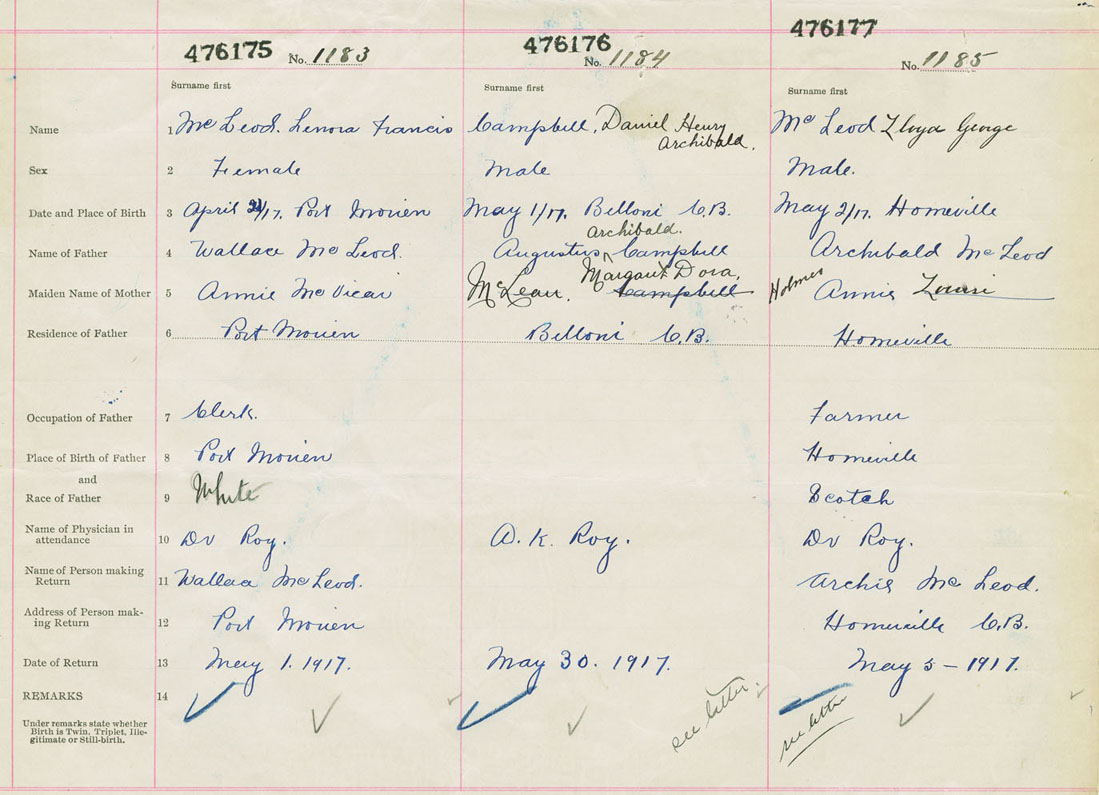 476175 No. 1183
476176 No. 1184
476177 No. 1185
Surname first Surname first Surname first
Name 1 McLeod. Lenora Francis Campbell, Daniel Henry Archibald. McLeod Lloyd George
Sex 2 Female Male Male.
Date and Place of Birth 3 April /17. Port Morien May 1/17. Belloni C.B. May 2/17. Homeville
Name of Father 4 Wallace McLeod. Augustus Archibald. Campbell Archibald McLeod
Maiden Name of Mother 5 Annie McVicar McLean. Margaret Dora, Campbell Holmes Annie
Residence of Father 6 Port Morien Belloni C.B. Homeville
Occupation of Father 7 Clerk. Farmer
Place of Birth of Father 8 Port Morien Homeville
and
Race of Father 9 White Scotch
Name of Physician in
attendance 10 Dr Roy. A. K. Roy. Dr Roy.
Name of Person making
Return 11 Wallace McLeod. Archie McLeod.
Address of Person mak-
ing Return 12 Port Morien Homeville C.B.
Date of Return 13 May 1. 1917. May 30. 1917. May 5 - 1917.
REMARKS 14
see letter. see letter
Under remarks state whether
Birth is Twin, Triplet, Ille-
gitimate or Still-birth.